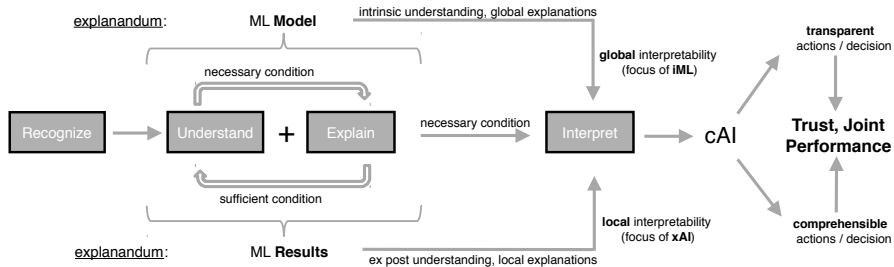 explanandum: ML Model
intrinsic understanding, global explanations
transparent
actions / decision
global interpretability
(focus of iML)
necessary condition
Recognize
Understand + Explain
necessary condition
Interpret
cAI
Trust, Joint
Performance
sufficient condition
local interpretability
(focus of xAI)
comprehensible
actions / decision
explanandum: ML Results
ex post understanding, local explanations